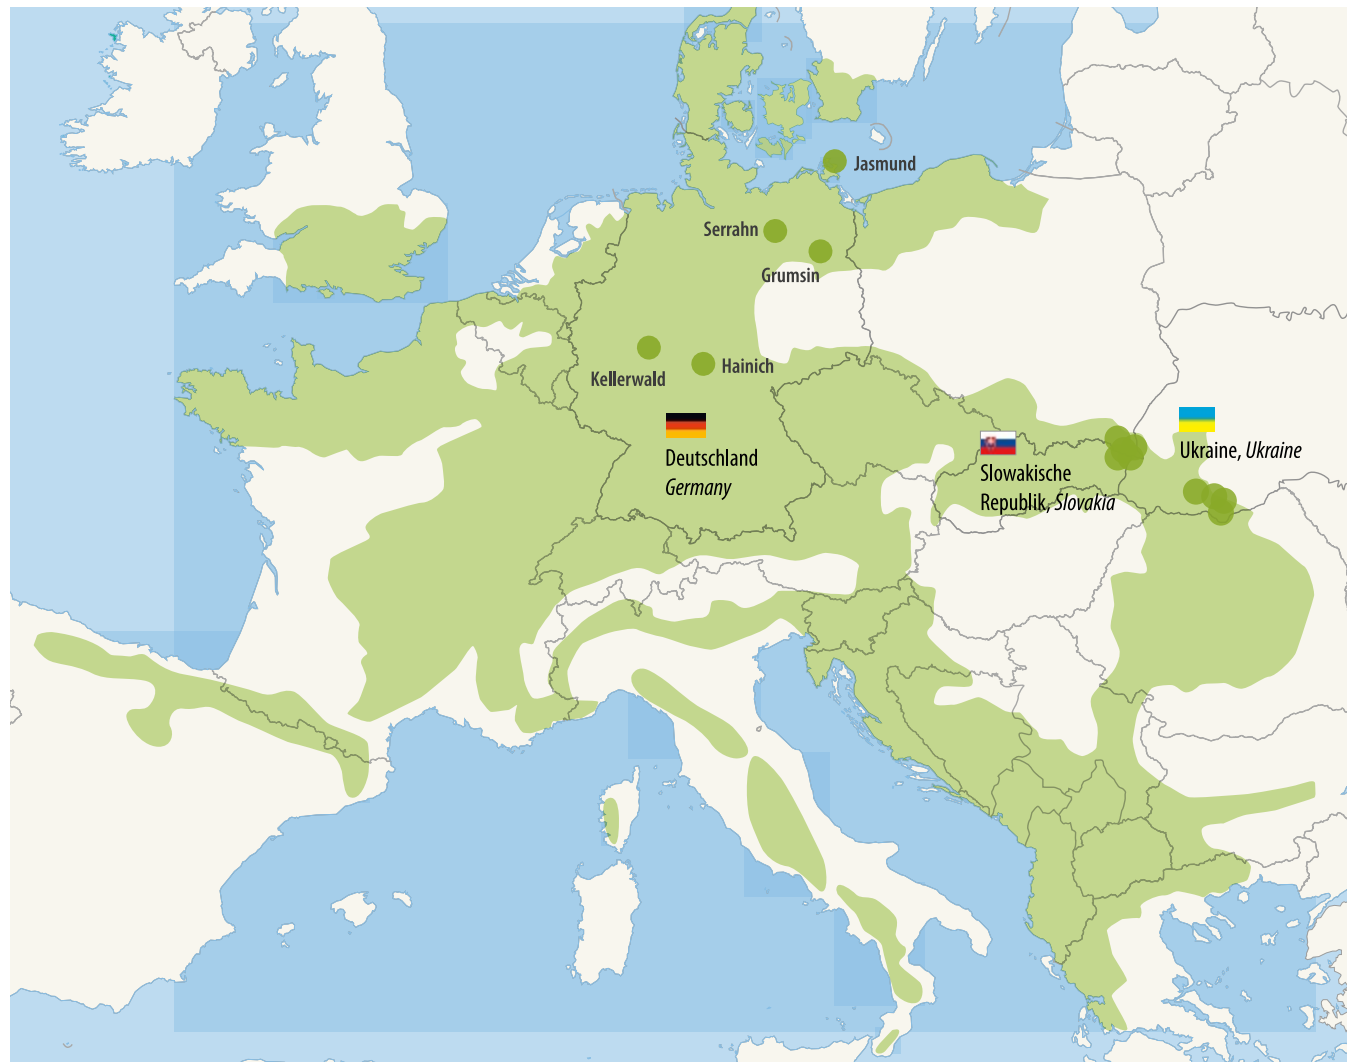 Jasmund
Serrahn
Grumsin
Kellerwald
Hainich
Deutschland
Germany
Slowakische
Republik, Slovakia
Ukraine, Ukraine